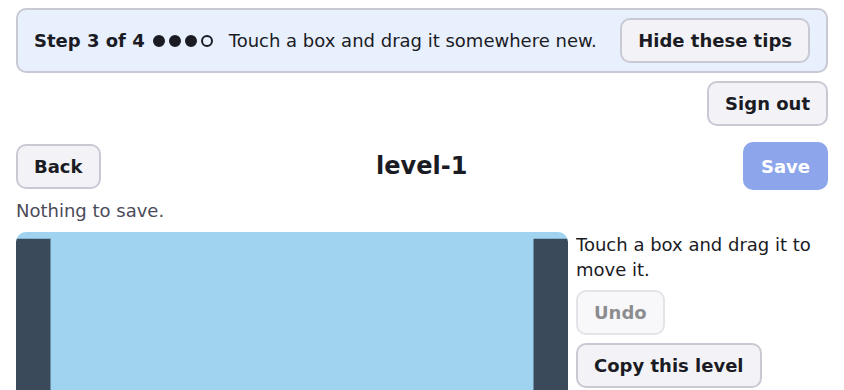 Step 3 of 4 Touch a box and drag it somewhere new. Hide these tips
Sign out
Back level-1 Save
Nothing to save.
Touch a box and drag it to
move it.
Undo
Copy this level